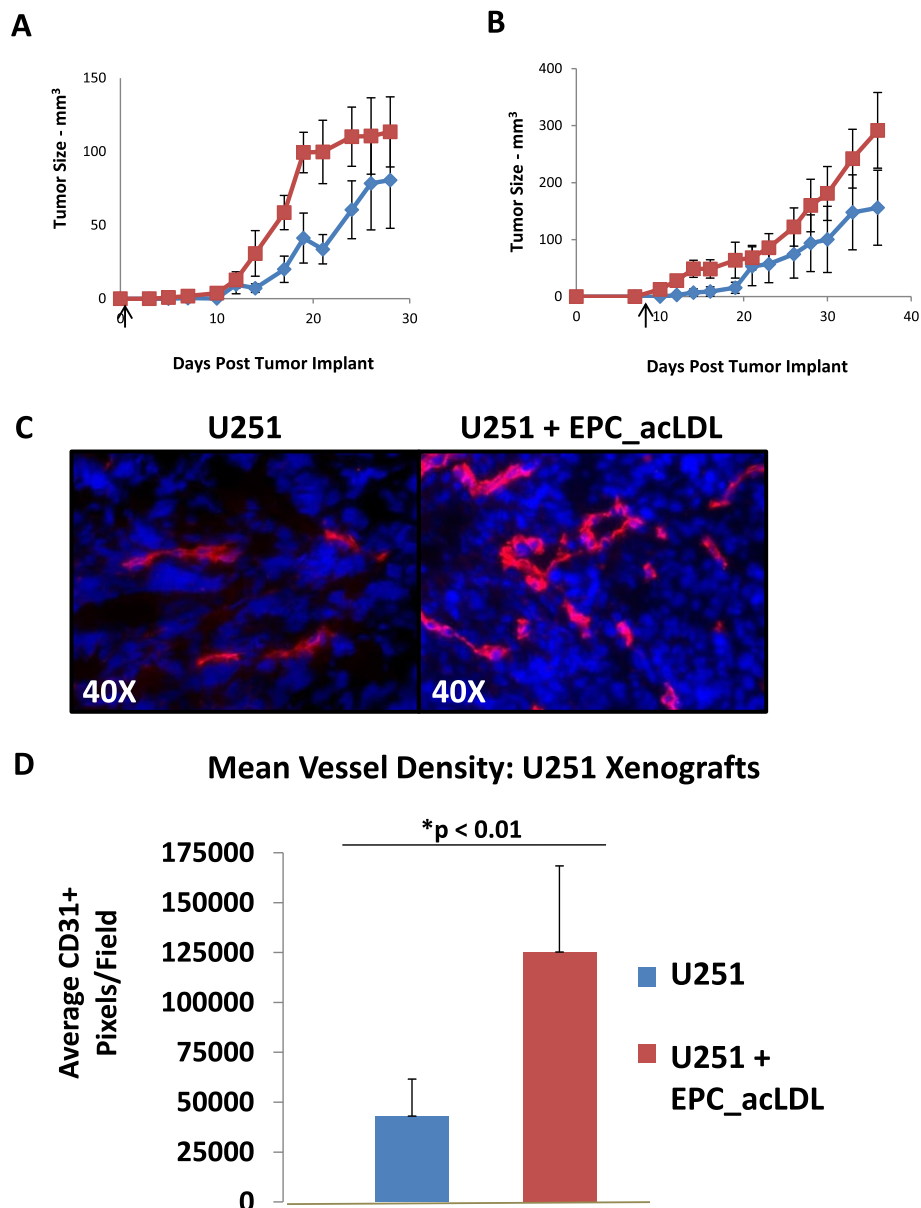 A
Tumor Size - mm³
150
100
50
0
0
10
20
30
Days Post Tumor Implant
B
Tumor Size - mm³
400
300
200
100
0
0
10
20
30
40
Days Post Tumor Implant
C
U251
U251 + EPC_acLDL
40X
40X
D
Mean Vessel Density: U251 Xenografts
*p < 0.01
Average CD31+
Pixels/Field
175000
150000
125000
100000
75000
50000
25000
0
U251
U251 +
EPC_acLDL